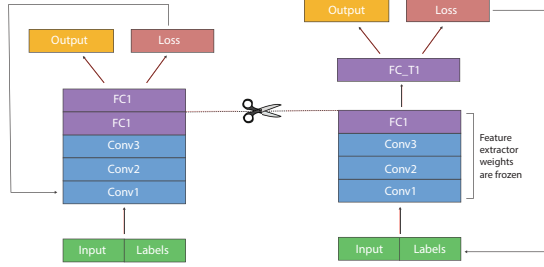 Output
Loss
FC1
FC1
Conv3
Conv2
Conv1
Input
Labels
Output
Loss
FC_T1
FC1
Conv3
Conv2
Conv1
Feature
extractor
weights
are frozen
Input
Labels